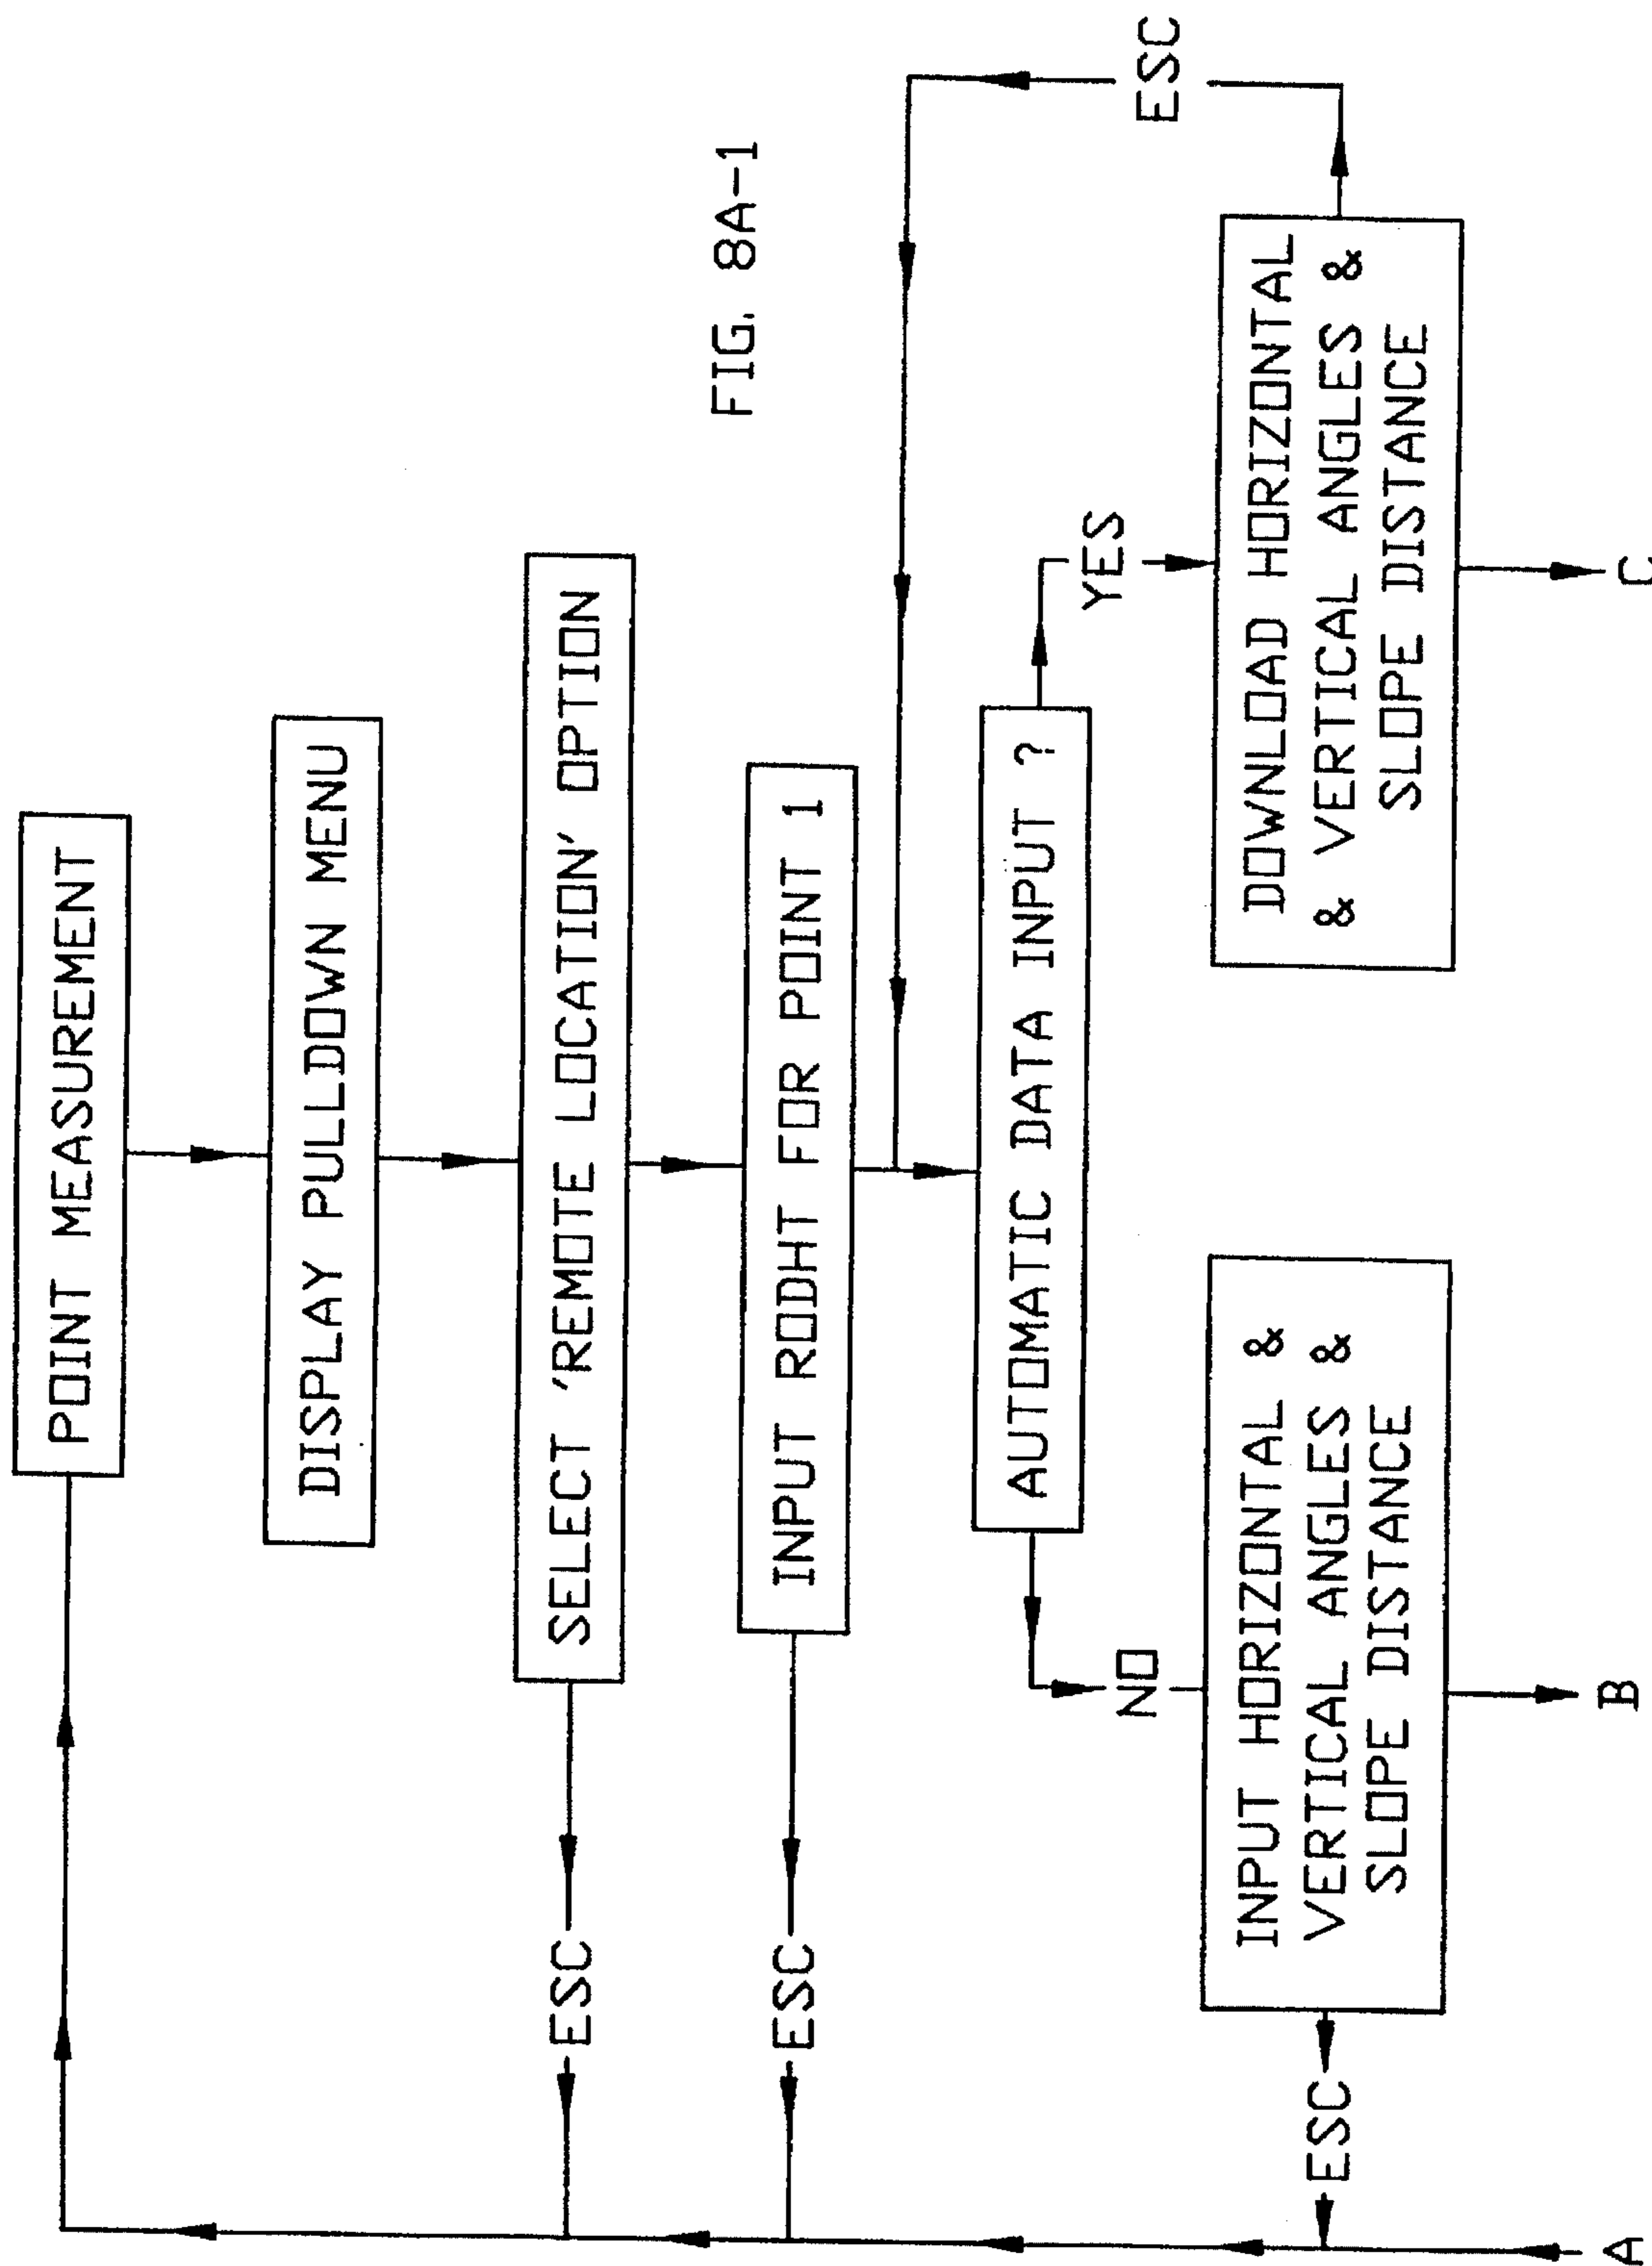 POINT MEASUREMENT
DISPLAY PULLDOWN MENU
SELECT 'REMOTE LOCATION' OPTION
ESC
INPUT RODHT FOR POINT 1
ESC
FIG. 8A-1
AUTOMATIC DATA INPUT ?
NO
YES
ESC
INPUT HORIZONTAL &
VERTICAL ANGLES &
SLOPE DISTANCE
ESC
DOWNLOAD HORIZONTAL
& VERTICAL ANGLES &
SLOPE DISTANCE
A
B
C